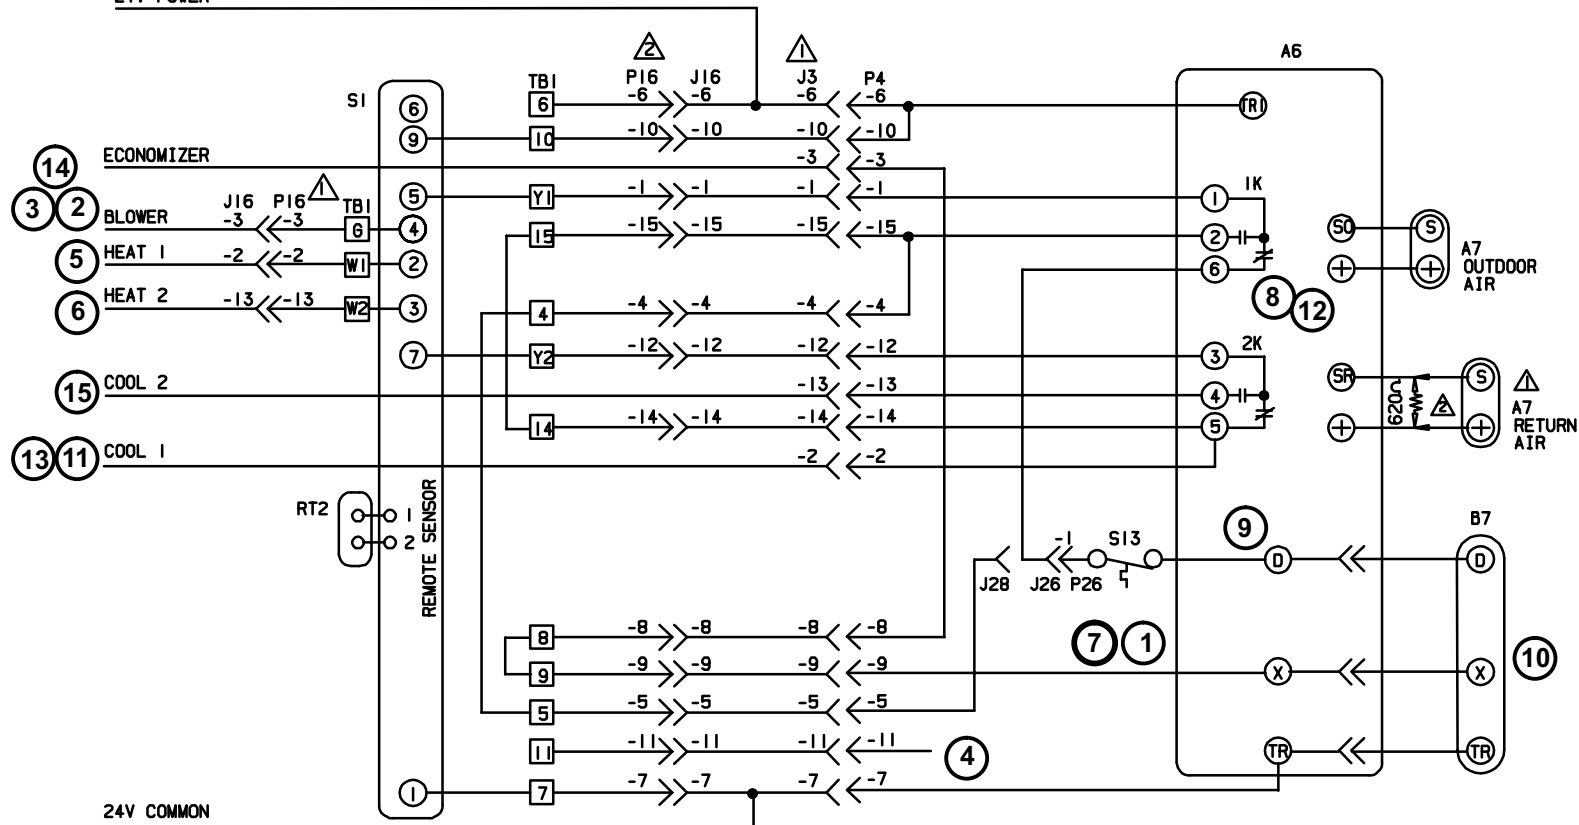 A6
2
1
TB1 P16 J16 J3 P4
S1 6 6 -6 -6 -6 -6 TR1
9 10 -10 -10 -10 -10
14 ECONOMIZER -3 -3
1
3 2 BLOWER J16 P16 TB1 5 Y1 -1 -1 -1 -1 1 1K
-3 -3 G 4 15 -15 -15 -15 -15 2 SO S
5 HEAT 1 -2 -2 W1 2 6 + + A7
OUTDOOR
AIR
6 HEAT 2 -13 -13 W2 3 4 -4 -4 -4 -4 8 12
7 Y2 -12 -12 -12 -12 3 2K
15 COOL 2 -13 -13 4 SR 620Ω S 1
2
14 -14 -14 -14 -14 5 + + A7
RETURN
AIR
13 11 COOL 1 -2 -2
RT2 1
2
REMOTE SENSOR
9 B7
-1 S13 D D
J28 J26 P26
8 -8 -8 -8 -8 7 1
9 -9 -9 -9 -9 X X 10
5 -5 -5 -5 -5
11 -11 -11 -11 -11 4 TR TR
1 7 -7 -7 -7 -7
24V COMMON